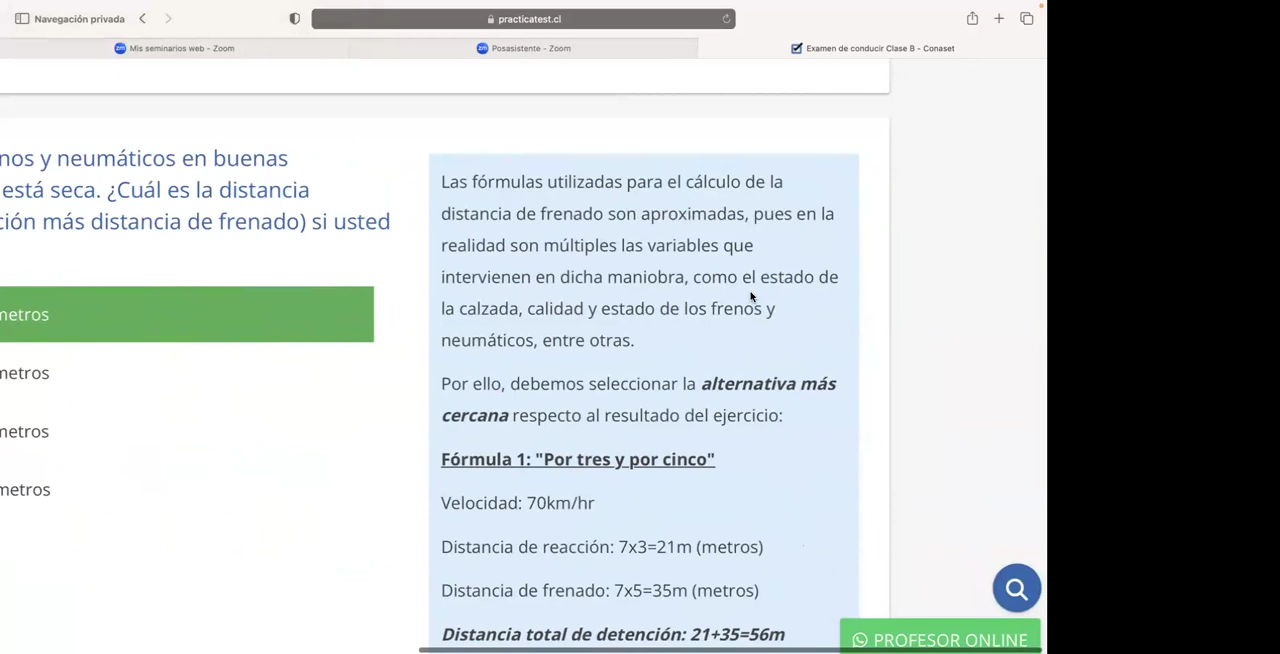 Navegación privada
practicatest.cl
Mis seminarios web - Zoom
Posasistente - Zoom
Examen de conducir Clase B - Conaset
nos y neumáticos en buenas
está seca. ¿Cuál es la distancia
ción más distancia de frenado) si usted
metros
metros
metros
metros
Las fórmulas utilizadas para el cálculo de la
distancia de frenado son aproximadas, pues en la
realidad son múltiples las variables que
intervienen en dicha maniobra, como el estado de
la calzada, calidad y estado de los frenos y
neumáticos, entre otras.
Por ello, debemos seleccionar la alternativa más
cercana respecto al resultado del ejercicio:
Fórmula 1: "Por tres y por cinco"
Velocidad: 70km/hr
Distancia de reacción: 7x3=21m (metros)
Distancia de frenado: 7x5=35m (metros)
Distancia total de detención: 21+35=56m
PROFESOR ONLINE